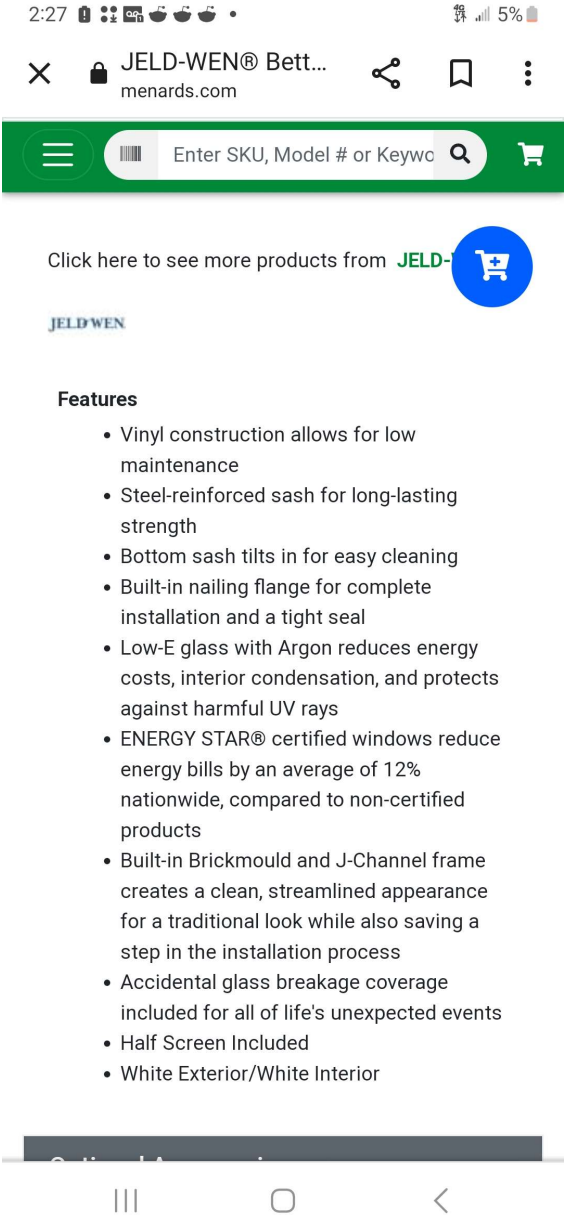 2:27 5%
JELD-WEN® Bett...
menards.com
Enter SKU, Model # or Keywo
Click here to see more products from JELD-
JELD WEN
Features
• Vinyl construction allows for low
maintenance
• Steel-reinforced sash for long-lasting
strength
• Bottom sash tilts in for easy cleaning
• Built-in nailing flange for complete
installation and a tight seal
• Low-E glass with Argon reduces energy
costs, interior condensation, and protects
against harmful UV rays
• ENERGY STAR® certified windows reduce
energy bills by an average of 12%
nationwide, compared to non-certified
products
• Built-in Brickmould and J-Channel frame
creates a clean, streamlined appearance
for a traditional look while also saving a
step in the installation process
• Accidental glass breakage coverage
included for all of life's unexpected events
• Half Screen Included
• White Exterior/White Interior